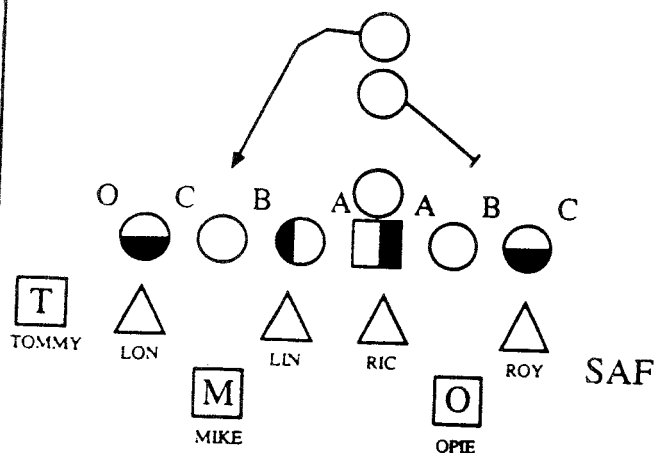 O C B A A B C
T
TOMMY LON LIN RIC ROY SAF
M O
MIKE OPIE